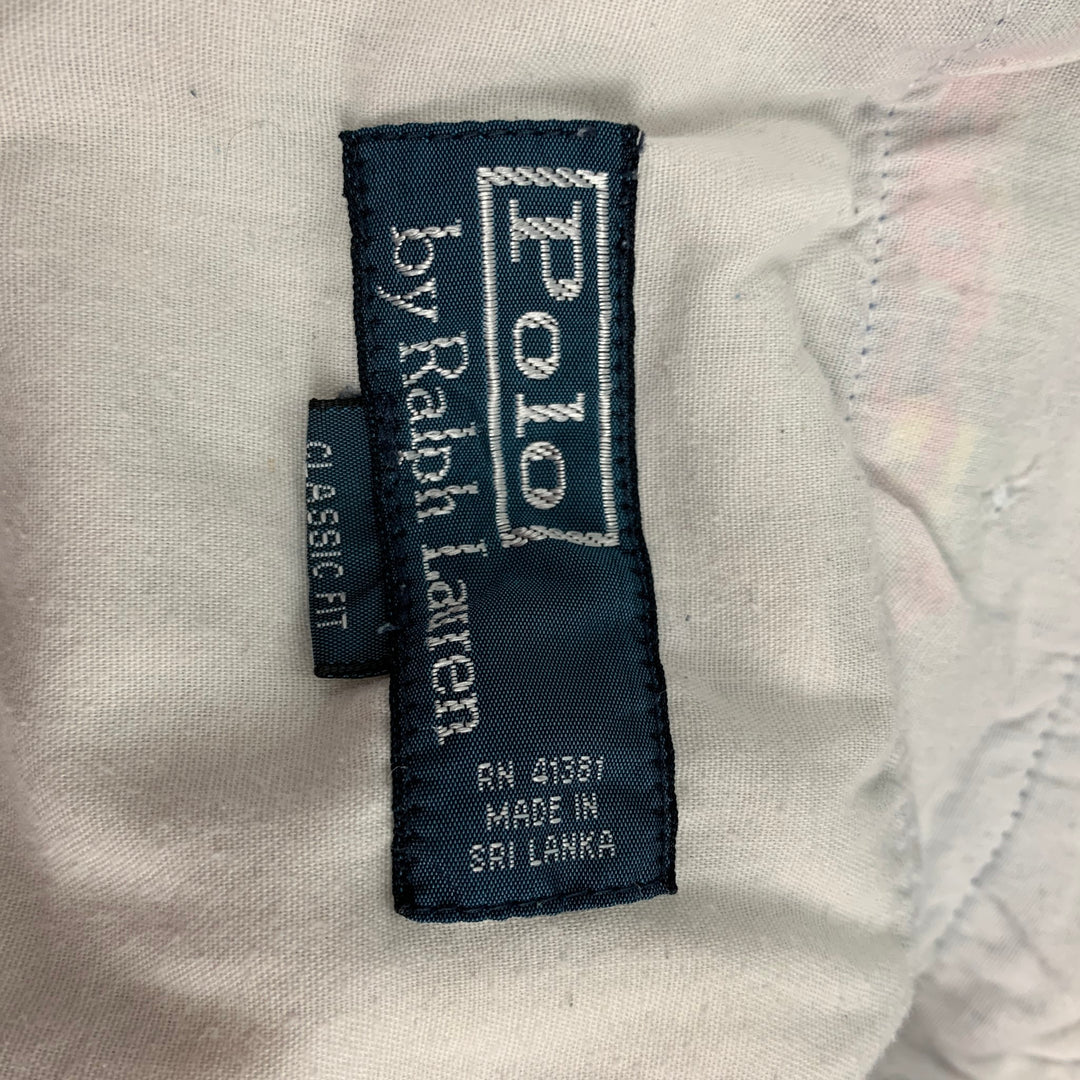 Polo
by Ralph Lauren
CLASSIC FIT
RN 41381
MADE IN
SRI LANKA